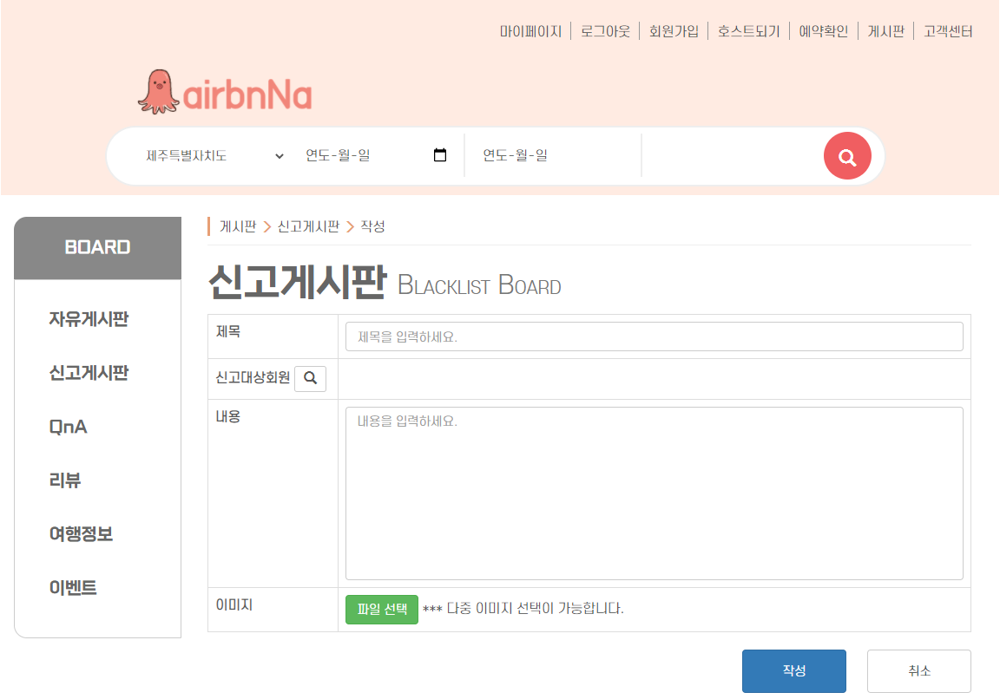 마이페이지 로그아웃 회원가입 호스트되기 예약확인 게시판 고객센터
airbnNa
제주특별자치도 연도-월-일 연도-월-일
BOARD
자유게시판
신고게시판
QnA
리뷰
여행정보
이벤트
게시판 > 신고게시판 > 작성
신고게시판 Blacklist Board
제목 제목을 입력하세요.
신고대상회원
내용 내용을 입력하세요.
이미지 파일 선택 *** 다중 이미지 선택이 가능합니다.
작성 취소